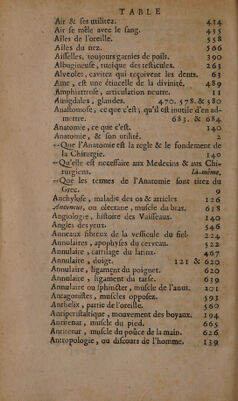 TABLE
Air & ses utilitez. 414
Air se mêle avec le sang. 415
Ailes de l'oreille. 558
Ailes du nez. 566
Aisselles, toujours garnies de poils. 390
Albugineuse, tunique des testicules. 265
Alveoles, cavitez qui reçoivent les dents. 63
Ame, est une étincelle de la divinité. 489
Amphiartrose, articulation neutre. 11
Amigdales, glandes. 470. 578. & 580
Anastomose, ce que c'est; qu'il est inutile d'en admettre. 683. & 684
Anatomie, ce que c'est. 140
Anatomie, & son utilité. 2
--Que l'Anatomie est la regle & le fondement de
la Chirurgie. 140
--Qu'elle est necessaire aux Medecins & aux Chirurgiens. là-même,
--Que les termes de l'Anatomie sont tirez du
Grec. 9
Anchylose, maladie des os & articles 126
Anconeus, ou olecrane, muscle du bras. 638
Angiologie, histoire des Vaisseaux. 140
Angles des yeux. 546
Anneaux fibreux de la vessicule du fiel. 224
Annulaires, apophyses du cerveau. 522
Annulaire, cartilage du larinx. 467
Annulaire, doigt. 121 & 620
Annulaire, ligament du poignet. 620
Annulaire, ligament du tarse. 639
Annulaire ou sphincter, muscle de l'anus. 201
Antagonistes, muscles opposez. 593
Anthelix, partie de l'oreille. 560
Antiperistaltique, mouvement des boyaux. 194
Antitenar, muscle du pied. 665
Antitenar, muscle du poûce de la main. 626
Antropologie, ou discours de l'homme. 139